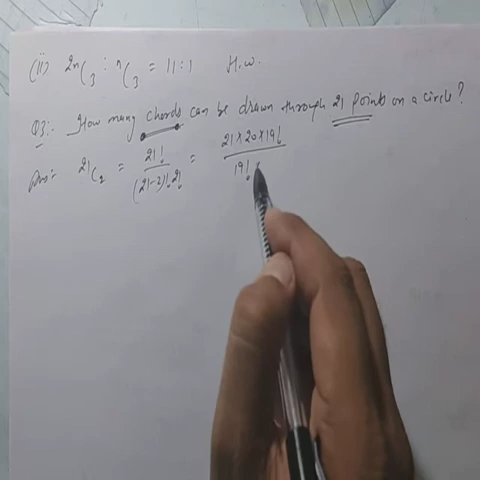 (ii) 2nC3 : nC3 = 11:1 H.W.
Q3:- How many chords can be drawn through 21 points on a circle?
Ans:- 21C2 = 21! / (21-2)! 2! = 21×20×19! / 19! ×